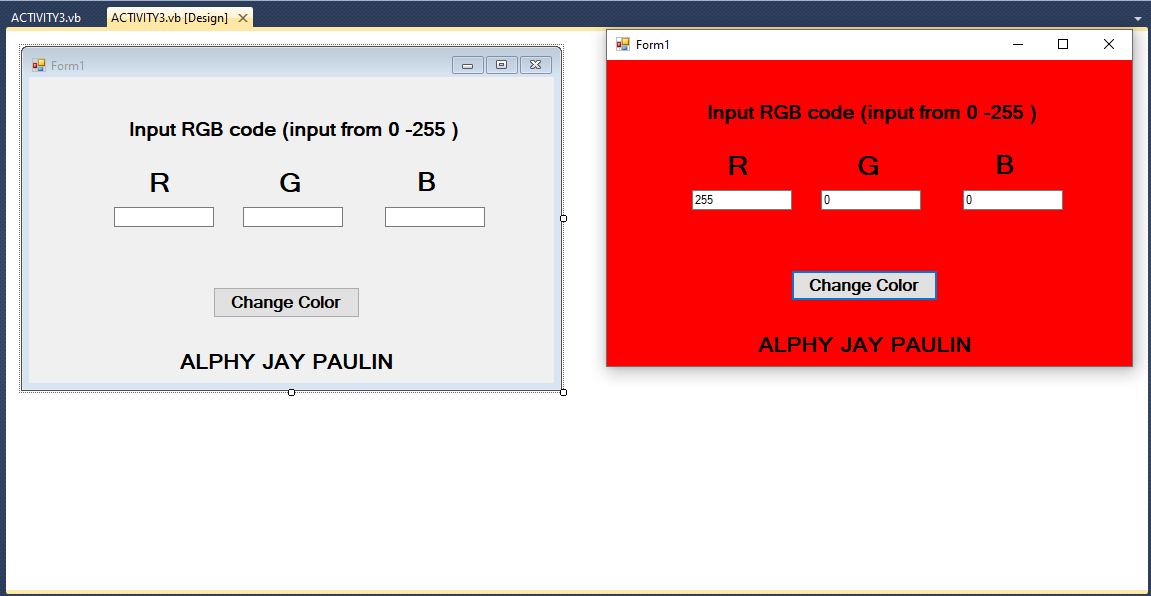 ACTIVITY3.vb
ACTIVITY3.vb [Design]
Form1
Input RGB code (input from 0 -255 )
R G B
Change Color
ALPHY JAY PAULIN
Form1
Input RGB code (input from 0 -255 )
R G B
255 0 0
Change Color
ALPHY JAY PAULIN